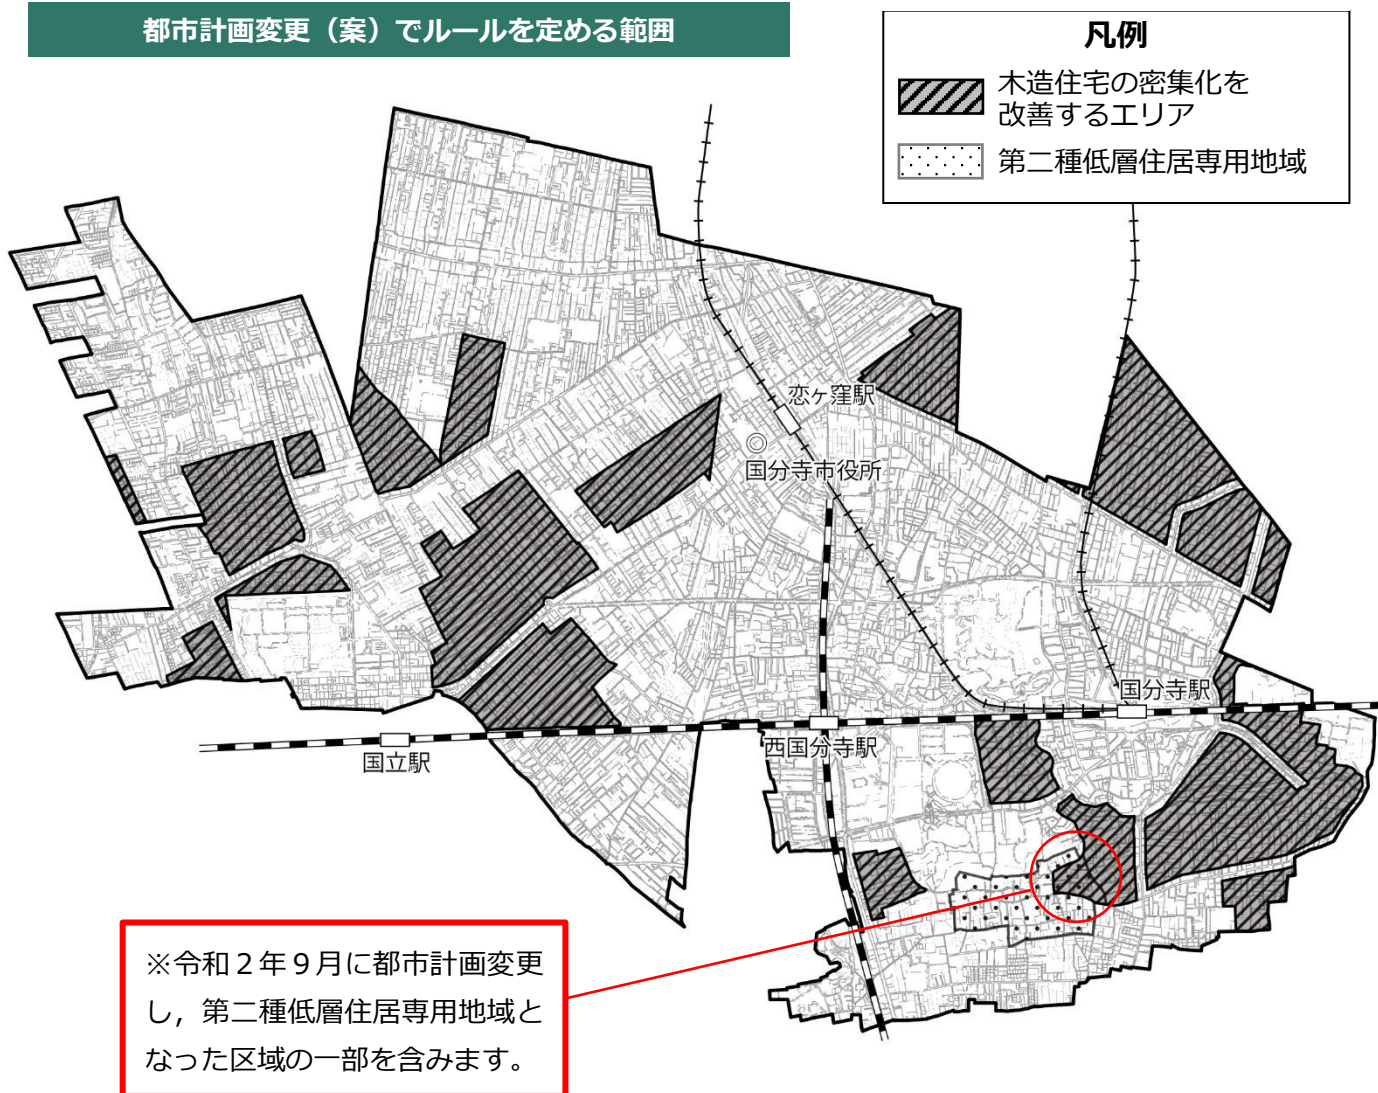 都市計画変更（案）でルールを定める範囲
凡例
木造住宅の密集化を
改善するエリア
第二種低層住居専用地域
恋ヶ窪駅
国分寺市役所
国分寺駅
西国分寺駅
国立駅
※令和２年９月に都市計画変更
し，第二種低層住居専用地域と
なった区域の一部を含みます。